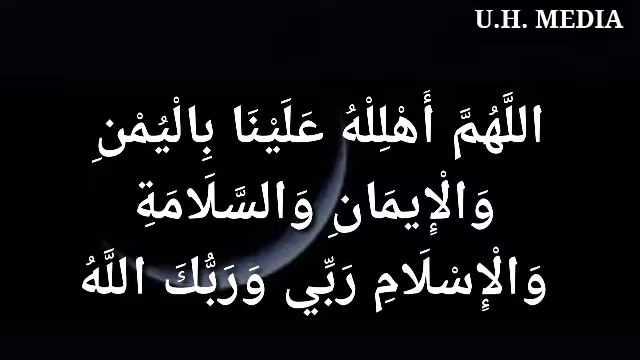 U.H. MEDIA
اللَّهُمَّ أَهْلِلْهُ عَلَيْنَا بِالْيُمْنِ
وَالْإِيمَانِ وَالسَّلَامَةِ
وَالْإِسْلَامِ رَبِّي وَرَبُّكَ اللَّهُ